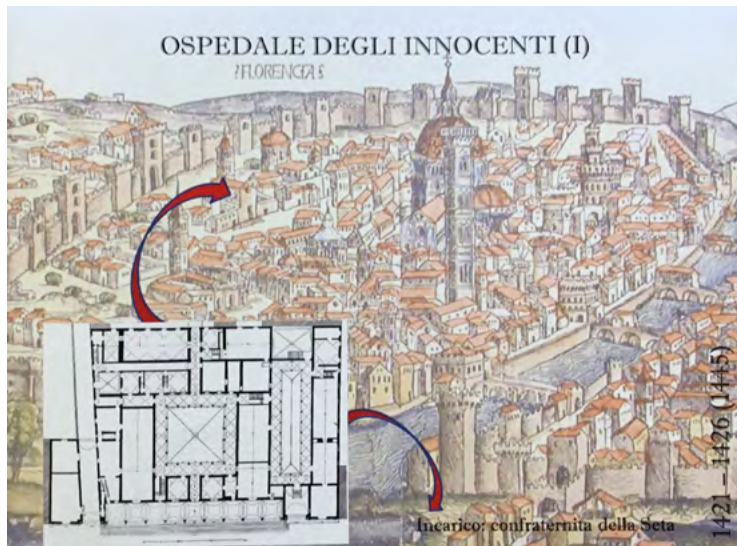 OSPEDALE DEGLI INNOCENTI (I)
?FLORENCIA§
Incarico: confraternita della Seta
1421 – 1426 (1445)